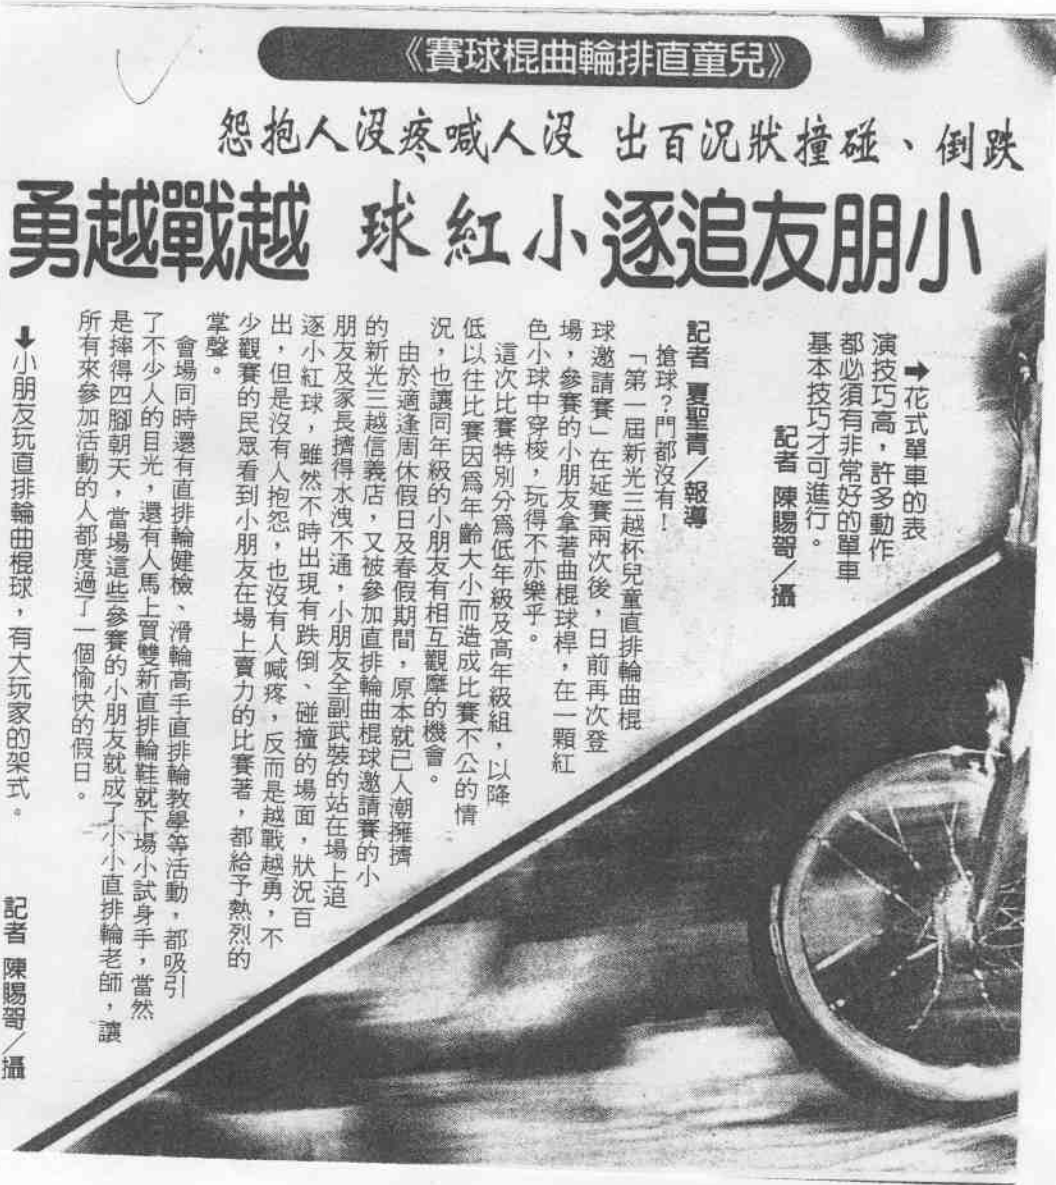 《兒童直排輪曲棍球賽》
跌倒、碰撞狀況百出 沒人喊疼沒人抱怨
小朋友追逐小紅球 越戰越勇
➡花式單車的表
演技巧高,許多動作
都必須有非常好的單車
基本技巧才可進行。
記者 陳賜哿╱攝
記者 夏聖青╱報導
搶球?門都沒有!
「第一屆新光三越杯兒童直排輪曲棍
球邀請賽」在延賽兩次後,日前再次登
場,參賽的小朋友拿著曲棍球桿,在一顆紅
色小球中穿梭,玩得不亦樂乎。
這次比賽特別分為低年級及高年級組,以降
低以往比賽因為年齡大小而造成比賽不公的情
況,也讓同年級的小朋友有相互觀摩的機會。
由於適逢周休假日及春假期間,原本就已人潮擁擠
的新光三越信義店,又被參加直排輪曲棍球邀請賽的小
朋友及家長擠得水洩不通,小朋友全副武裝的站在場上追
逐小紅球,雖然不時出現有跌倒、碰撞的場面,狀況百
出,但是沒有人抱怨,也沒有人喊疼,反而是越戰越勇,不
少觀賽的民眾看到小朋友在場上賣力的比賽著,都給予熱烈的
掌聲。
會場同時還有直排輪健檢、滑輪高手直排輪教學等活動,都吸引
了不少人的目光,還有人馬上買雙新直排輪鞋就下場小試身手,當然
是摔得四腳朝天,當場這些參賽的小朋友就成了小小直排輪老師,讓
所有來參加活動的人都度過了一個愉快的假日。
⬇小朋友玩直排輪曲棍球,有大玩家的架式。 記者 陳賜哿╱攝